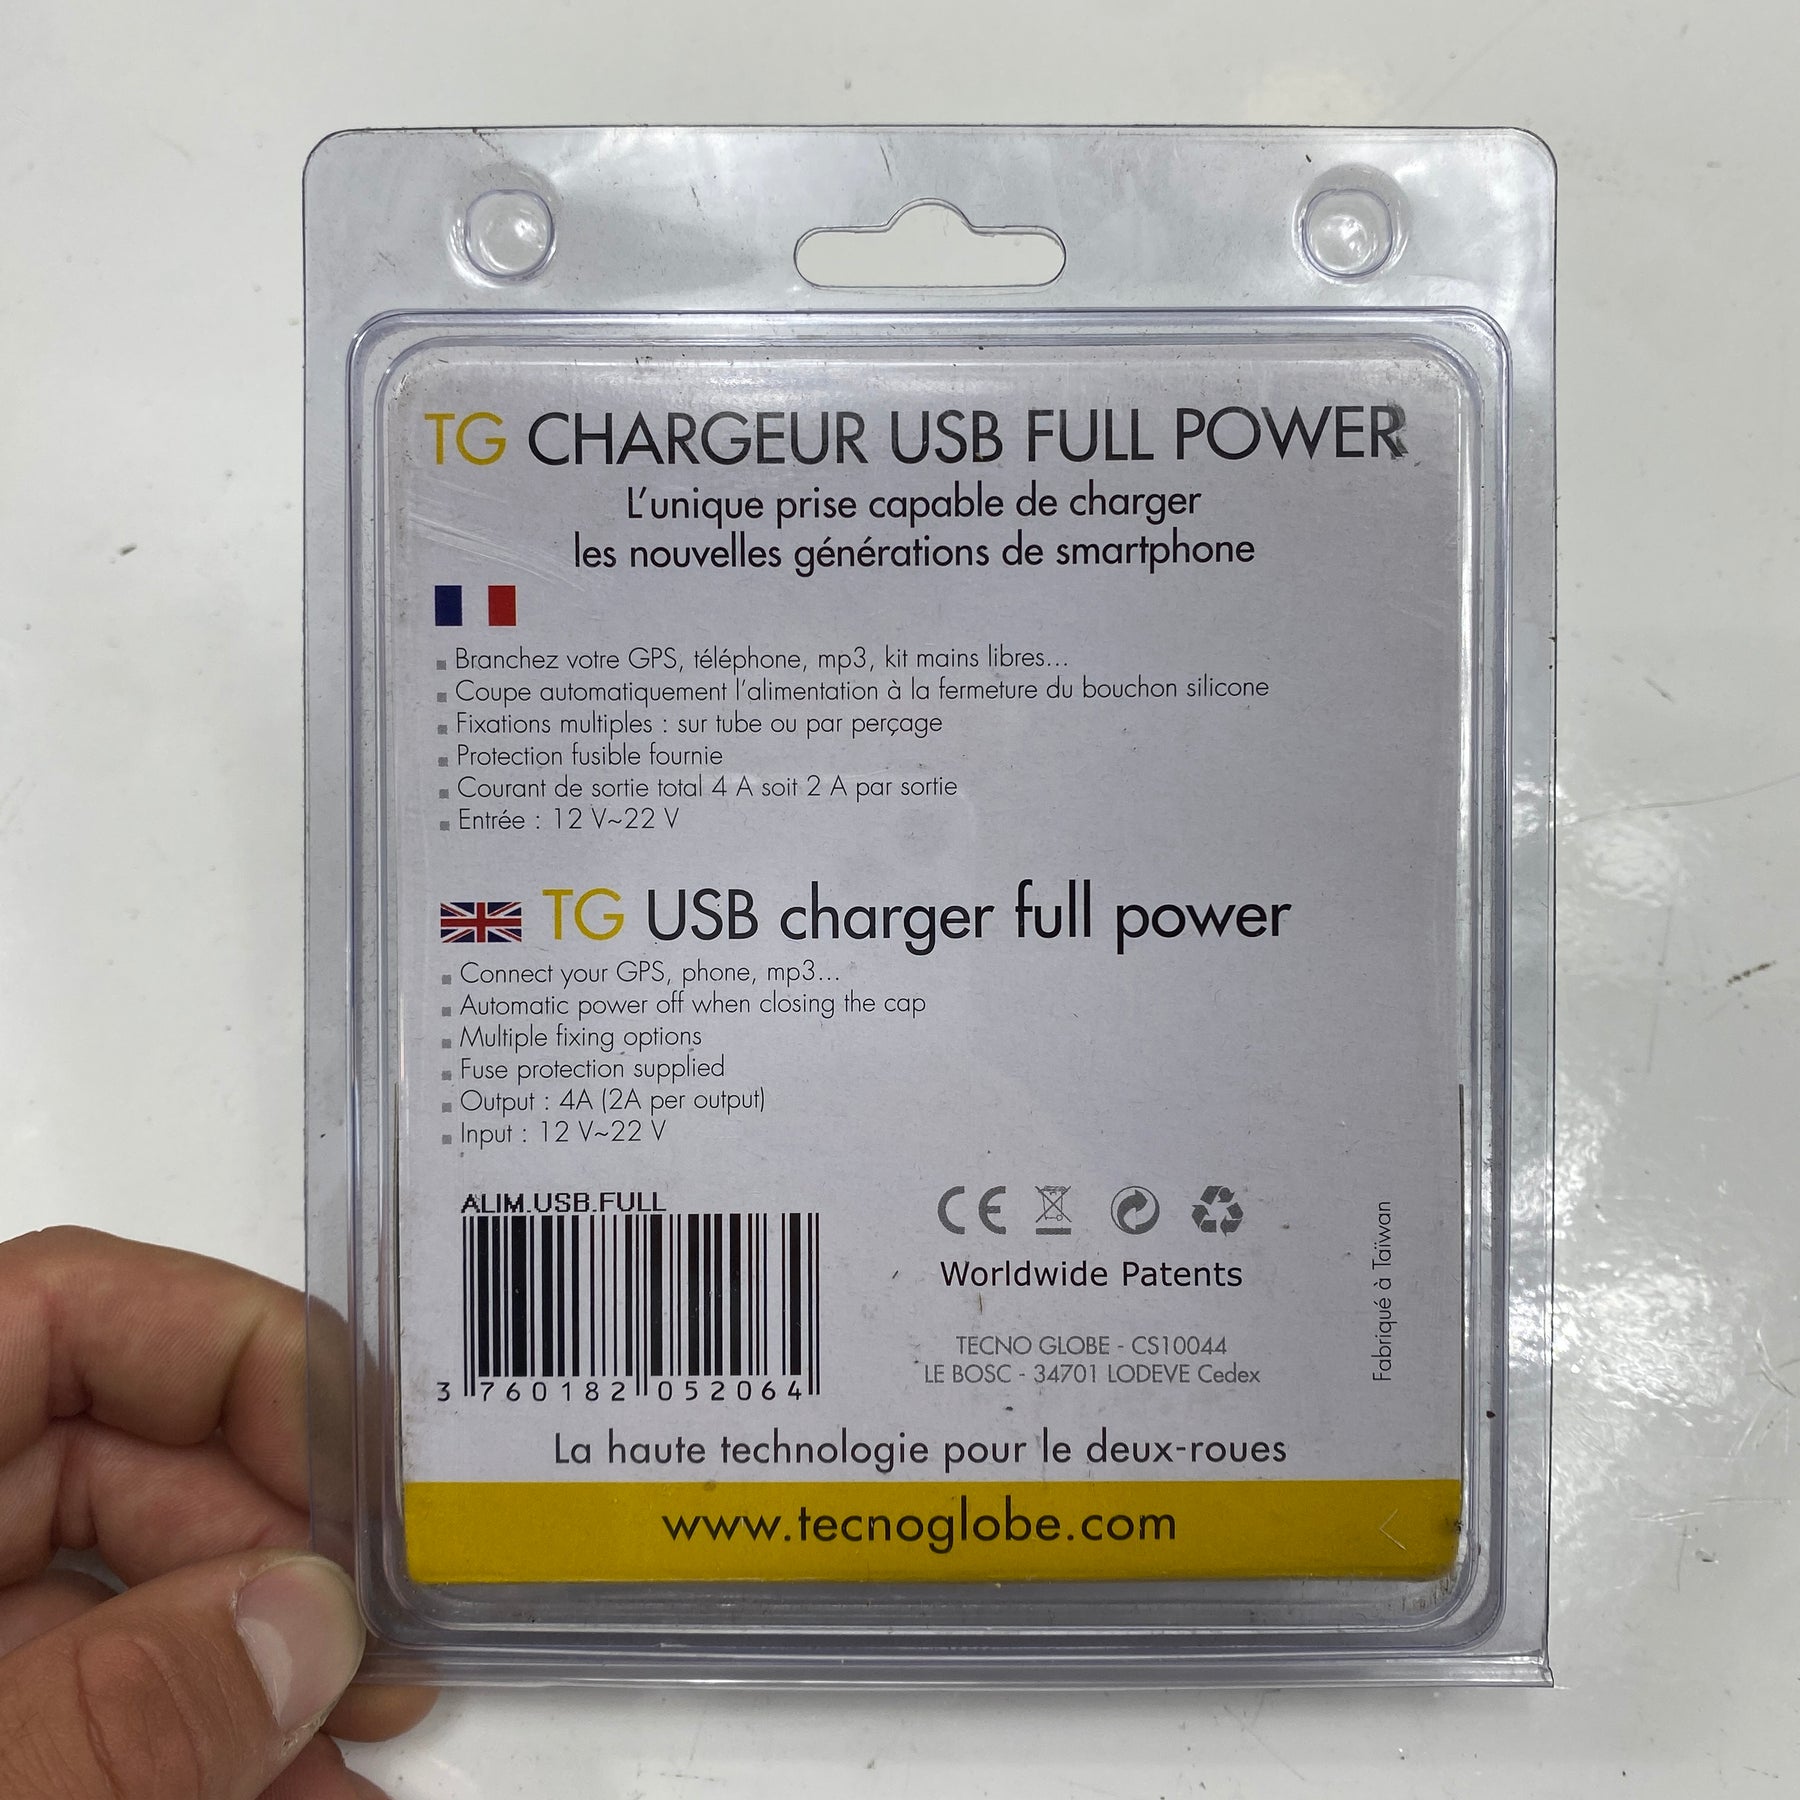 TG CHARGEUR USB FULL POWER
L'unique prise capable de charger
les nouvelles générations de smartphone
Branchez votre GPS, téléphone, mp3, kit mains libres...
Coupe automatiquement l'alimentation à la fermeture du bouchon silicone
Fixations multiples : sur tube ou par perçage
Protection fusible fournie
Courant de sortie total 4 A soit 2 A par sortie
Entrée : 12 V~22 V
TG USB charger full power
Connect your GPS, phone, mp3...
Automatic power off when closing the cap
Multiple fixing options
Fuse protection supplied
Output : 4A (2A per output)
Input : 12 V~22 V
ALIM.USB.FULL
3 760182 052064
CE
Worldwide Patents
TECNO GLOBE - CS10044
LE BOSC - 34701 LODEVE Cedex
Fabriqué à Taïwan
La haute technologie pour le deux-roues
www.tecnoglobe.com